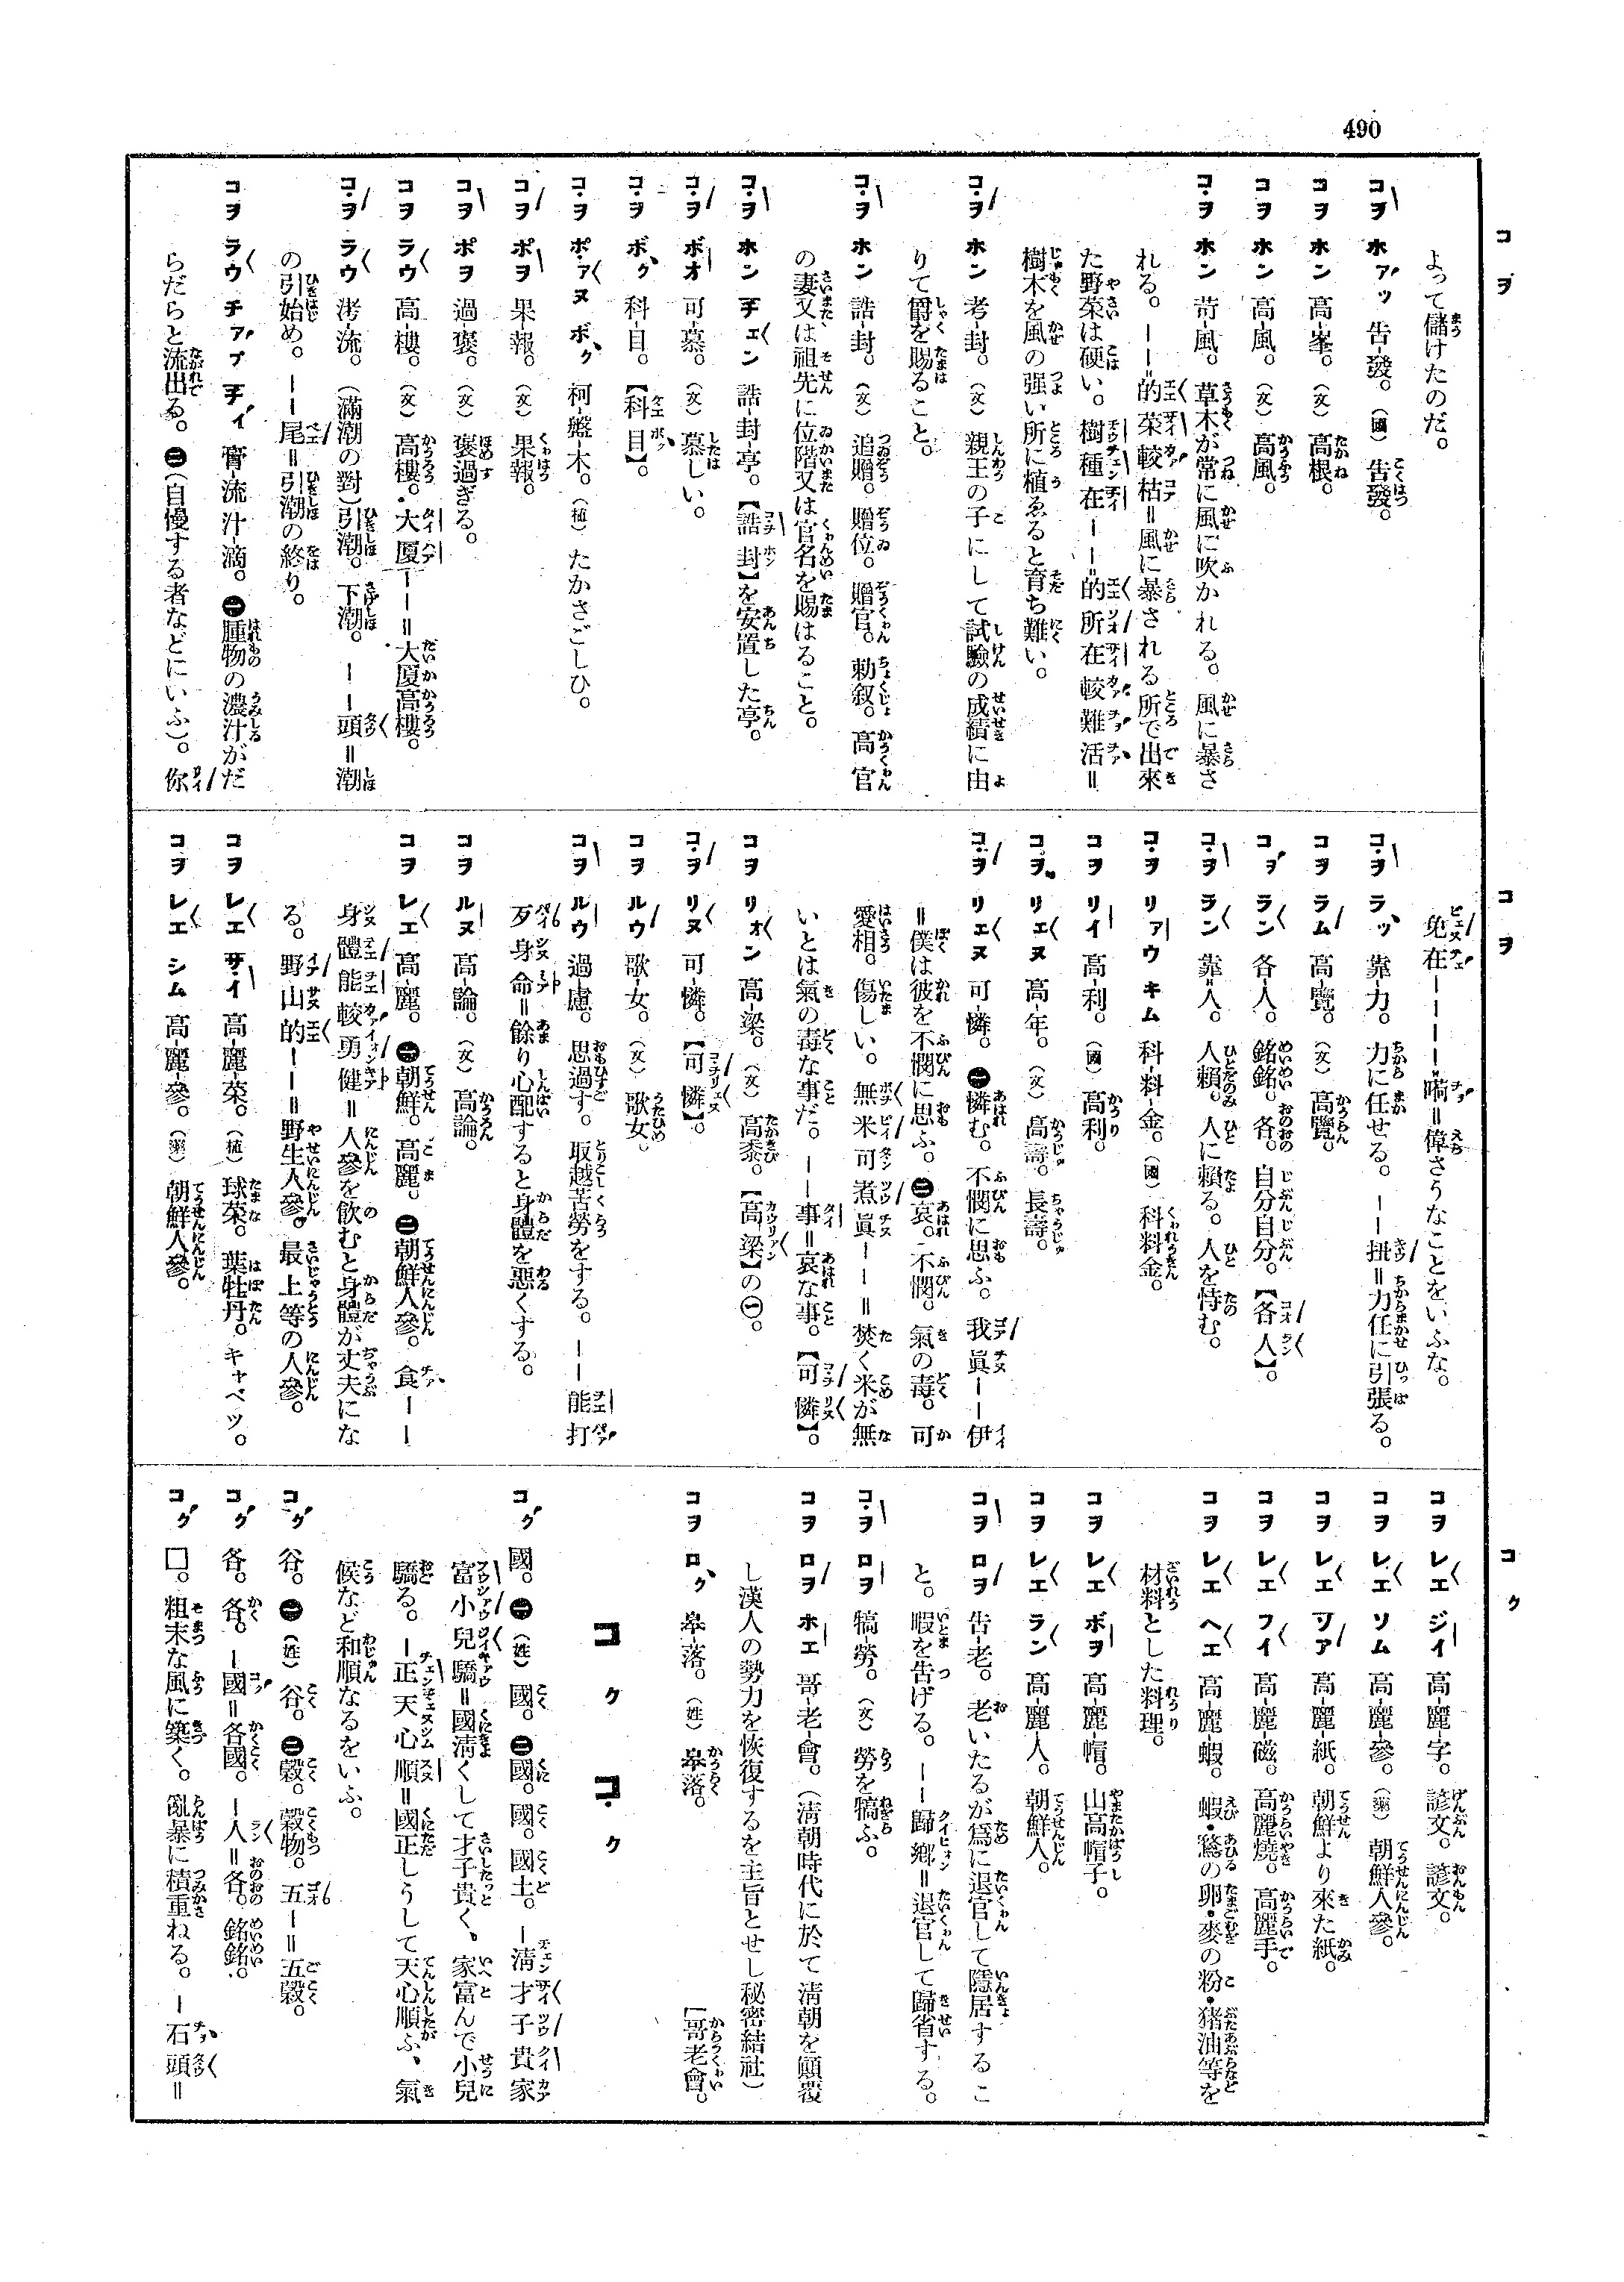 490
コヲ
よって儲けたのだ。
コヲ ホァッ 告-發。（國）告發。
コヲ ホン 高-峯。（文）高根。
コヲ ホン 高-風。（文）高風。
コヲ ホン 苛-風。草木が常に風に吹かれる。風に暴さ
れる。――的菜較枯＝風に暴される所で出來
た野菜は硬い。樹種在――的所在較難活＝
樹木を風の强い所に植ゑると育ち難い。
コヲ ホン 考-封。（文）親王の子にして試驗の成績に由
りて爵を賜ること。
コヲ ホン 誥-封。（文）追贈。贈位。贈官。勅叙。高官
の妻又は祖先に位階又は官名を賜はること。
コヲ ホン チェン 誥-封-亭。【誥封】を安置した亭。
コヲ ボオ 可-慕。（文）慕しい。
コヲ ボク 科-目。【科目】。
コヲ ポァヌ ボク 柯-盤-木。（植）たかさごしひ。
コヲ ポヲ 果-報。（文）果報。
コヲ ポヲ 過-褒。（文）褒過ぎる。
コヲ ラウ 高-樓。（文）高樓。大廈――＝大廈高樓。
コヲ ラウ 涍-流。（滿潮の對）引潮。下潮。――頭＝潮
の引始め。――尾＝引潮の終り。
コヲ ラウ チァプ チィ 膏-流-汁-滴。㊀腫物の濃汁がだ
らだらと流出る。㊁（自慢する者などにいふ）。你
コヲ
免在――――嘀＝偉さうなことをいふな。
コヲ ラッ 靠-力。力に任せる。――扭＝力任に引張る。
コヲ ラム 高-覽。（文）高覽。
コヲ ラン 各-人。銘銘。各。自分自分。【各人】。
コヲ ラン 靠-人。人賴。人に賴る。人を恃む。
コヲ リァウ キム 科-料-金。（國）科料金。
コヲ リイ 高-利。（國）高利。
コヲ リェヌ 高-年。（文）高壽。長壽。
コヲ リェヌ 可-憐。㊀憐む。不憫に思ふ。我眞――伊
＝僕は彼を不憫に思ふ。㊁哀。不憫。氣の毒。可
愛相。傷しい。無米可煮眞――＝焚く米が無
いとは氣の毒な事だ。――事＝哀な事。【可憐】。
コヲ リォン 高-粱。（文）高黍。【高粱】の㊀。
コヲ リヌ 可-憐。【可憐】。
コヲ ルウ 歌-女。（文）歌女。
コヲ ルウ 過-慮。思過す。取越苦勞をする。――能打
歹身命＝餘り心配すると身體を惡くする。
コヲ ルヌ 高-論。（文）高論。
コヲ レエ 高-麗。㊀朝鮮。高麗。㊁朝鮮人參。食――
身體能較勇健＝人參を飮むと身體が丈夫にな
る。野山的――＝野生人參。最上等の人參。
コヲ レエ サイ 高-麗-菜。（植）球菜。葉牡丹。キャベツ。
コヲ レエ シム 高-麗-參。（藥）朝鮮人參。
コク
コヲ レエ ジイ 高-麗-字。諺文。諺文。
コヲ レエ ソム 高-麗-參。（藥）朝鮮人參。
コヲ レエ ツァ 高-麗-紙。朝鮮より來た紙。
コヲ レエ フイ 高-麗-磁。高麗燒。高麗手。
コヲ レエ ヘエ 高-麗-蝦。蝦・鶩の卵・麥の粉・猪油等を
材料とした料理。
コヲ レエ ボヲ 高-麗-帽。山高帽子。
コヲ レエ ラン 高-麗-人。朝鮮人。
コヲ ロヲ 告-老。老いたるが爲に退官して隱居するこ
と。暇を告げる。――歸鄕＝退官して歸省する。
コヲ ロヲ 犒-勞。（文）勞を犒ふ。
コヲ ロヲ ホエ 哥-老-會。（淸朝時代に於て淸朝を顚覆
し漢人の勢力を恢復するを主旨とせし秘密結社）
［哥老會。
コヲ ロク 皋-落。（姓）皋落。
コク コク
コク 國。㊀（姓）國。㊁國。國。國土。―淸才子貴家
富小兒驕＝國淸くして才子貴く、家富んで小兒
驕る。―正天心順＝國正しうして天心順ふ、氣
候など和順なるをいふ。
コク 谷。㊀（姓）谷。㊁穀。穀物。五―＝五穀。
コク 各。各。―國＝各國。―人＝各。銘銘。
コク □。粗末な風に築く。亂暴に積重ねる。―石頭＝